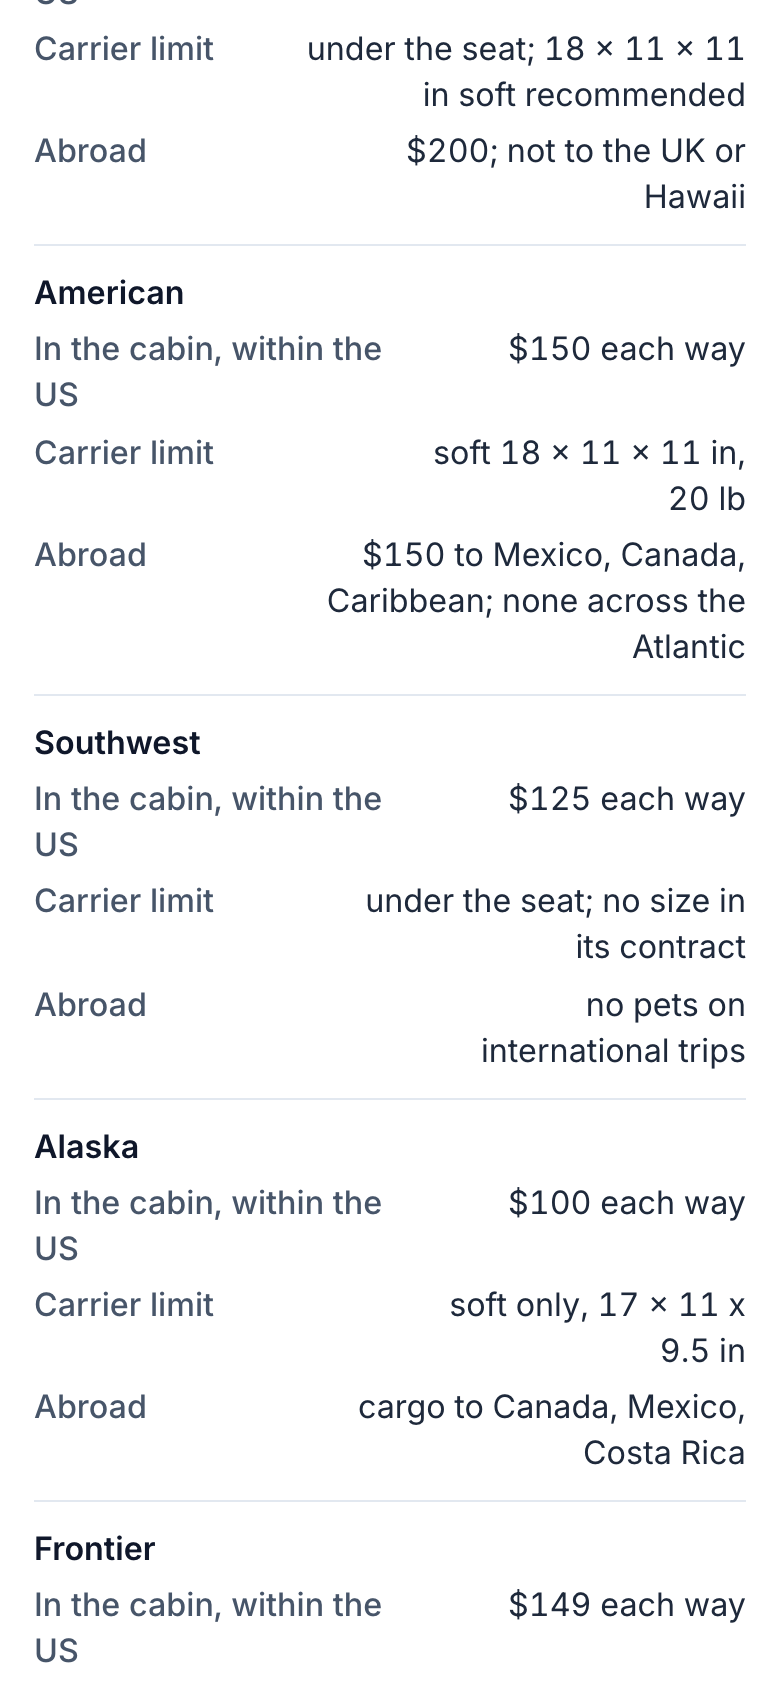 US
Carrier limit under the seat; 18 × 11 × 11
in soft recommended
Abroad $200; not to the UK or
Hawaii
American
In the cabin, within the $150 each way
US
Carrier limit soft 18 × 11 × 11 in,
20 lb
Abroad $150 to Mexico, Canada,
Caribbean; none across the
Atlantic
Southwest
In the cabin, within the $125 each way
US
Carrier limit under the seat; no size in
its contract
Abroad no pets on
international trips
Alaska
In the cabin, within the $100 each way
US
Carrier limit soft only, 17 × 11 x
9.5 in
Abroad cargo to Canada, Mexico,
Costa Rica
Frontier
In the cabin, within the $149 each way
US